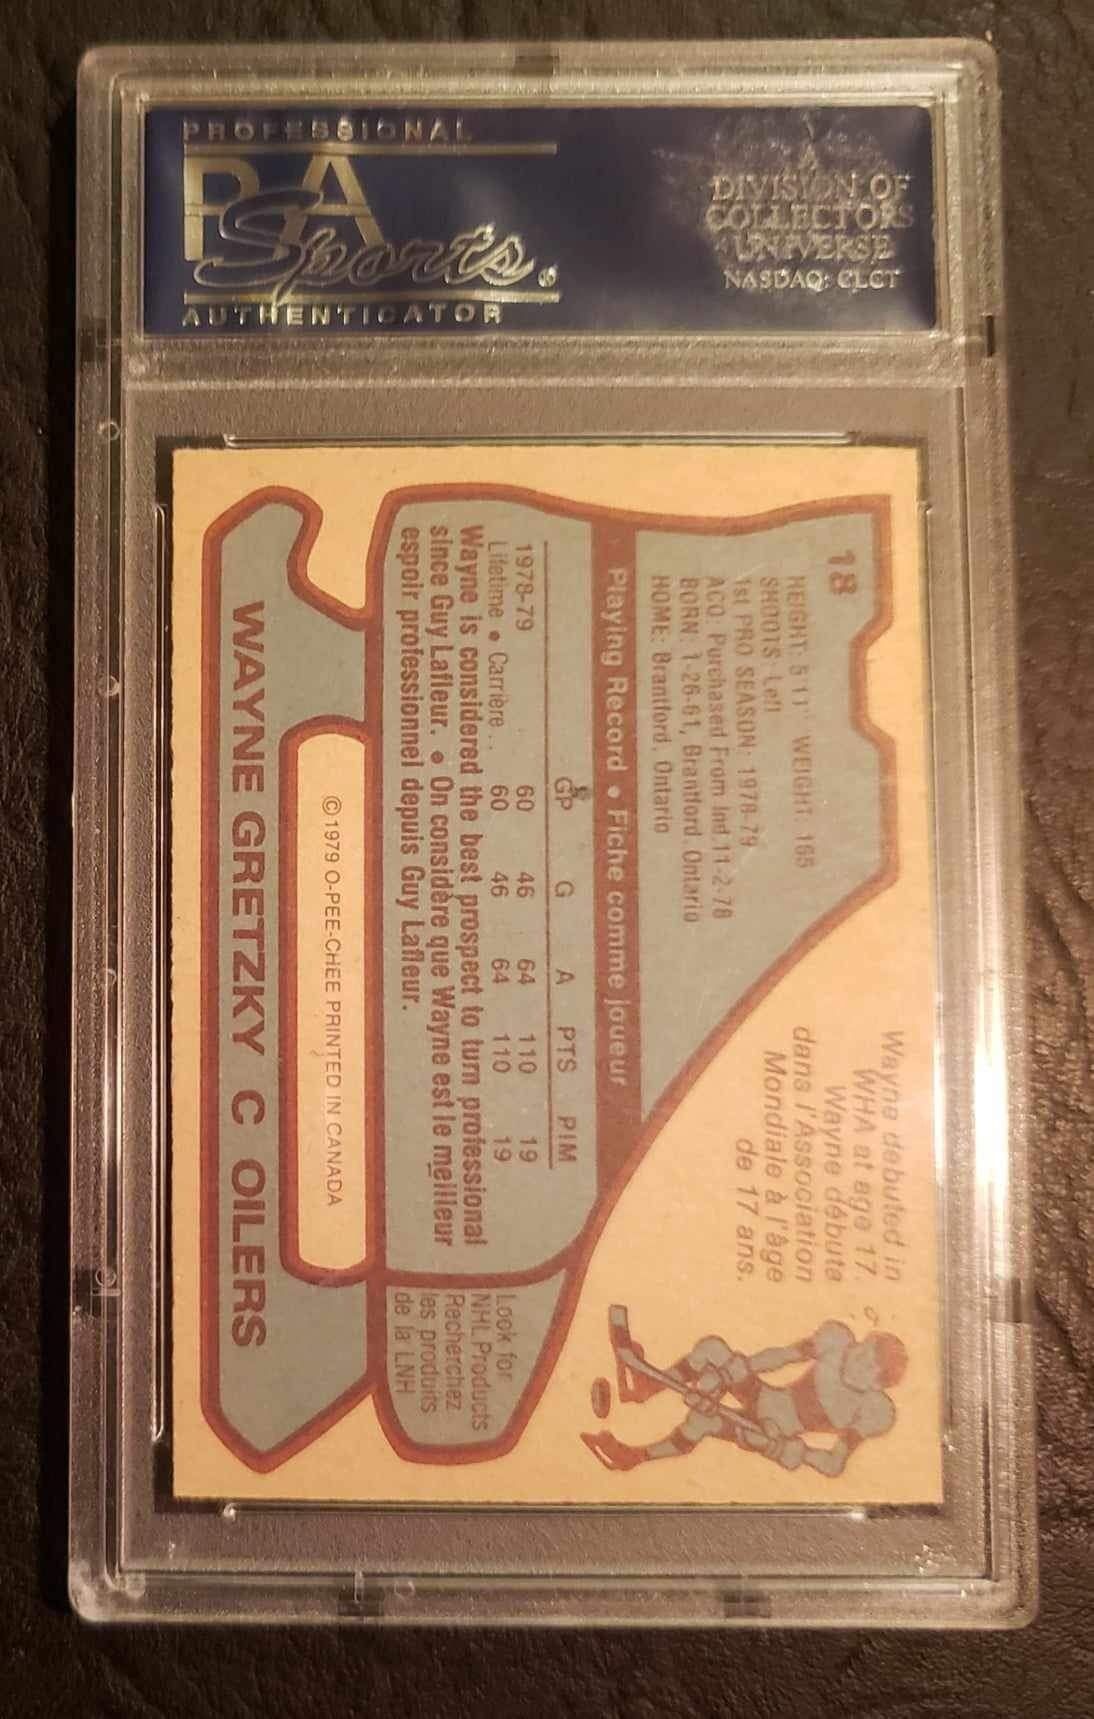 PROFESSIONAL
PSA
Sports
AUTHENTICATOR
A
DIVISION OF
COLLECTORS
UNIVERSE
NASDAQ: CLCT
18
HEIGHT: 5'11" WEIGHT: 165
SHOOTS: Left
1st PRO SEASON: 1978-79
ACQ: Purchased From Ind. 11-2-78
BORN: 1-26-61, Brantford, Ontario
HOME: Brantford, Ontario
Wayne debuted in
WHA at age 17.
Wayne débuta
dans l'Association
Mondiale à l'âge
de 17 ans.
Playing Record • Fiche comme joueur
GP G A PTS PIM
1978-79 60 46 64 110 19
Lifetime • Carrière .. 60 46 64 110 19
Wayne is considered the best prospect to turn professional
since Guy Lafleur. • On considère que Wayne est le meilleur
espoir professionnel depuis Guy Lafleur.
Look for
NHL Products
Recherchez
les produits
de la LNH
©1979 O-PEE-CHEE PRINTED IN CANADA
WAYNE GRETZKY C OILERS